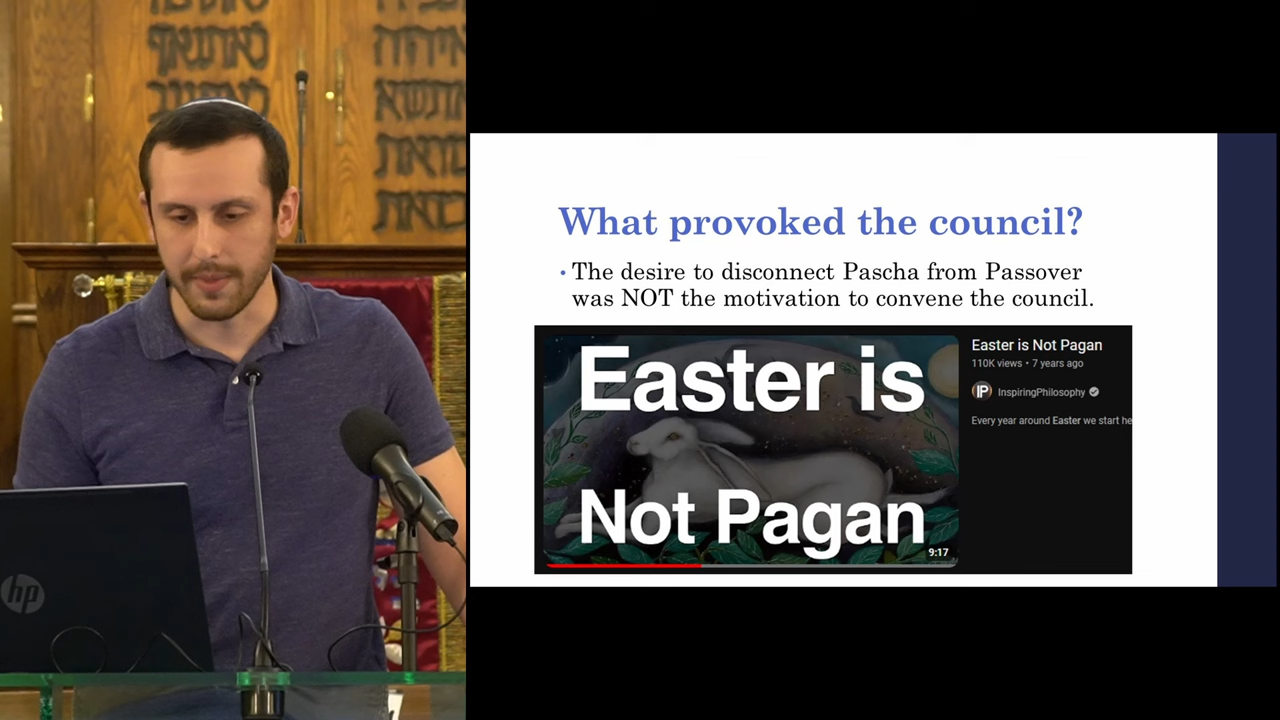 What provoked the council?
• The desire to disconnect Pascha from Passover
was NOT the motivation to convene the council.
Easter is
Not Pagan
9:17
Easter is Not Pagan
110K views • 7 years ago
IP InspiringPhilosophy
Every year around Easter we start he
hp